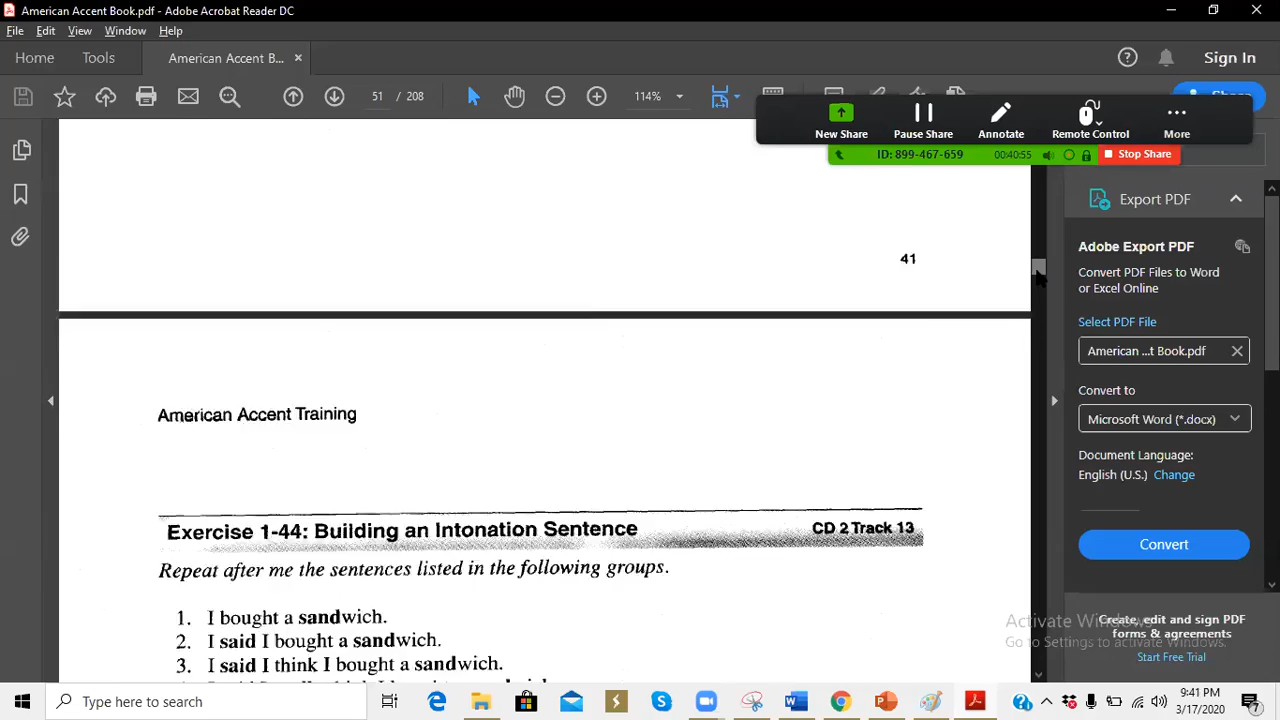 American Accent Book.pdf - Adobe Acrobat Reader DC
File Edit View Window Help
Home Tools American Accent B... × Sign In
51 / 208 114%
Share
New Share Pause Share Annotate Remote Control More
ID: 899-467-659 00:40:55 Stop Share
41
American Accent Training
Exercise 1-44: Building an Intonation Sentence CD 2 Track 13
Repeat after me the sentences listed in the following groups.
1. I bought a sandwich.
2. I said I bought a sandwich.
3. I said I think I bought a sandwich.
Export PDF
Adobe Export PDF
Convert PDF Files to Word
or Excel Online
Select PDF File
American ...t Book.pdf
Convert to
Microsoft Word (*.docx)
Document Language:
English (U.S.) Change
Convert
Create, edit and sign PDF
forms & agreements
Start Free Trial
Activate Windows
Go to Settings to activate Windows.
Type here to search
9:41 PM
3/17/2020
7